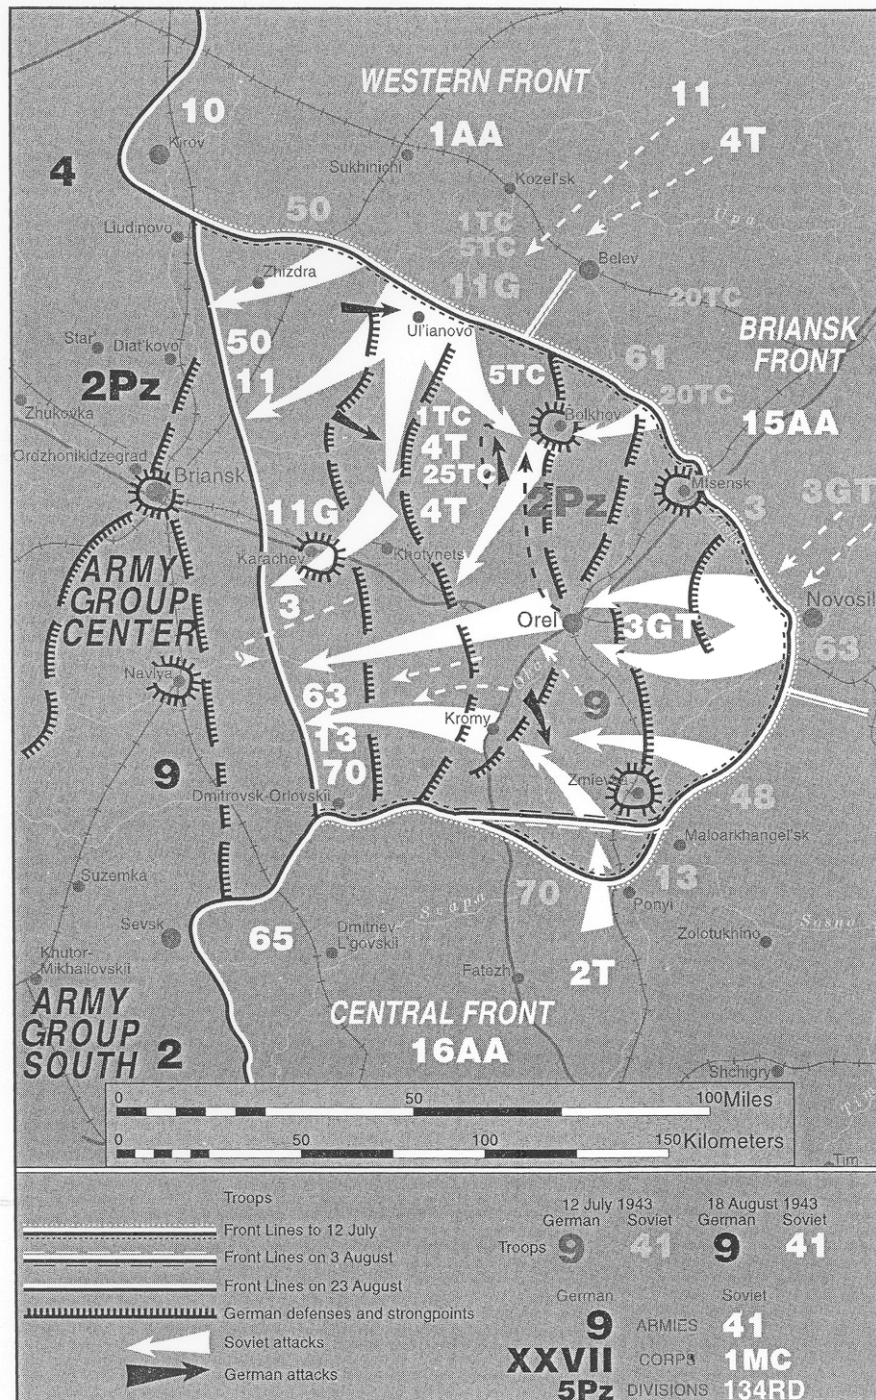 WESTERN FRONT
10
1AA
11
4T
Kirov
4
Sukhinichi
Kozel'sk
50
1TC
5TC
Upa
Liudinovo
Belev
Zhizdra
11G
20TC
BRIANSK
FRONT
Ul'ianovo
Star'
Diat'kovo
50
61
5TC
2Pz
11
20TC
15AA
Zhukovka
1TC
Bolkhov
4T
Ordzhonikidzegrad
25TC
Briansk
Mtsensk
2Pz
3
3GT
11G
4T
Karachev
Khotynets
ARMY
GROUP
CENTER
3
Orel
3GT
Novosil
63
Navlya
63
Oka
9
Kromy
13
9
70
Zmievka
Dmitrovsk-Orlovskii
48
Maloarkhangel'sk
Suzemka
70
13
Ponyi
Svapa
Sosna
Sevsk
65
Dmitriev
L'govskii
Zolotukhino
Khutor-
Mikhailovskii
2T
Fatezh
ARMY
GROUP
SOUTH
2
CENTRAL FRONT
16AA
Shchigry
0 50 100 Miles
0 50 100 150 Kilometers
Tim
Tim
Troops
Front Lines to 12 July
Front Lines on 3 August
Front Lines on 23 August
German defenses and strongpoints
Soviet attacks
German attacks
12 July 1943 18 August 1943
German Soviet German Soviet
Troops 9 41 9 41
German Soviet
9 ARMIES 41
XXVII CORPS 1MC
5Pz DIVISIONS 134RD